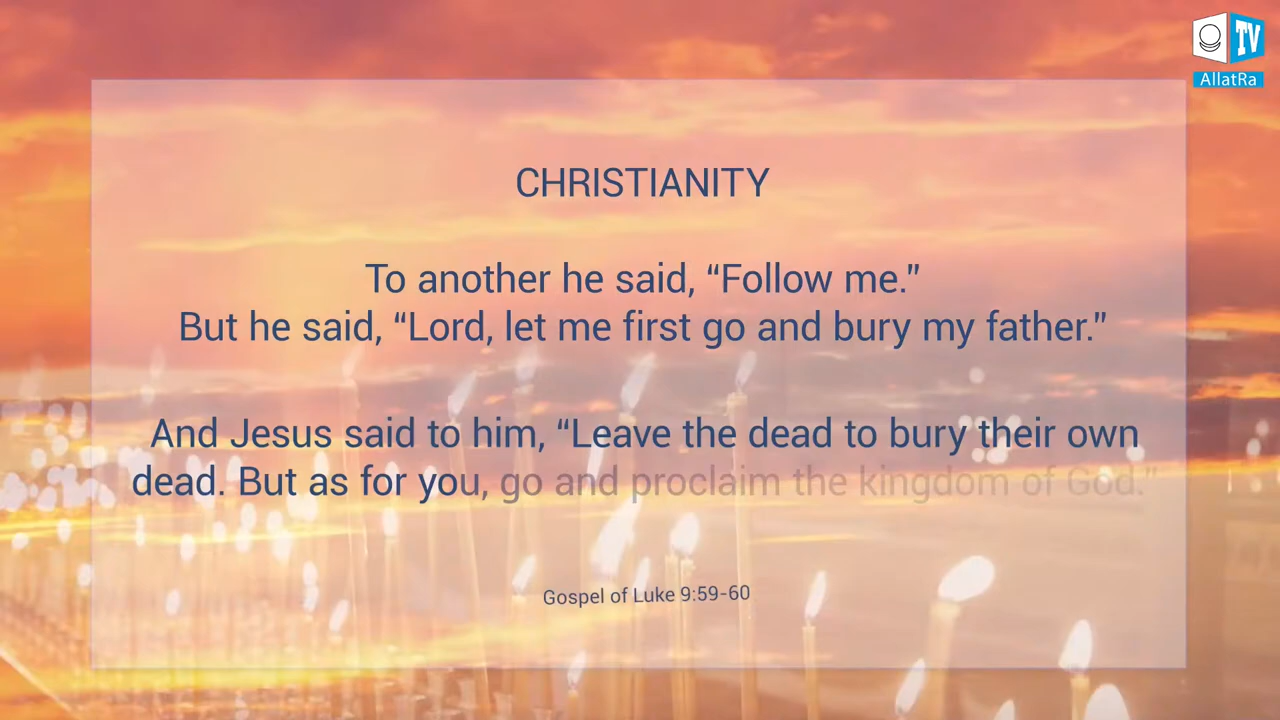 TV
AllatRa
CHRISTIANITY
To another he said, “Follow me.”
But he said, “Lord, let me first go and bury my father.”
And Jesus said to him, “Leave the dead to bury their own
dead. But as for you, go and proclaim the kingdom of God.”
Gospel of Luke 9:59-60